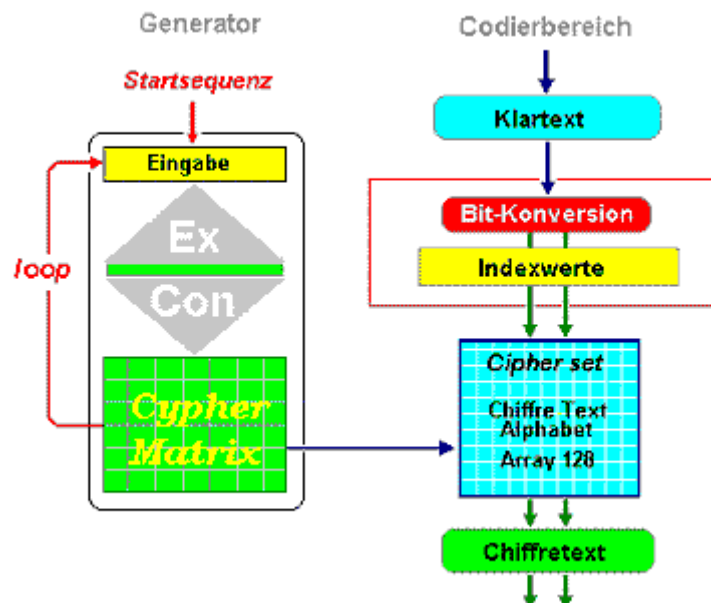 Generator
Startsequenz
Eingabe
Ex
Con
loop
Cypher
Matrix
Codierbereich
Klartext
Bit-Konversion
Indexwerte
Cipher set
Chiffre Text
Alphabet
Array 128
Chiffretext